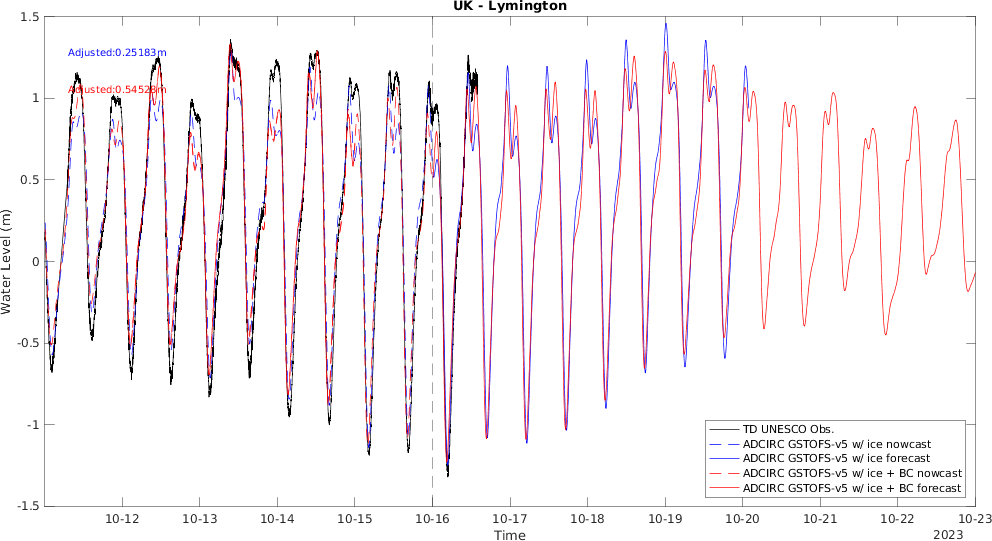 UK - Lymington
Adjusted:0.25183m
Adjusted:0.54528m
Water Level (m)
1.5
1
0.5
0
-0.5
-1
-1.5
TD UNESCO Obs.
ADCIRC GSTOFS-v5 w/ ice nowcast
ADCIRC GSTOFS-v5 w/ ice forecast
ADCIRC GSTOFS-v5 w/ ice + BC nowcast
ADCIRC GSTOFS-v5 w/ ice + BC forecast
10-12 10-13 10-14 10-15 10-16 10-17 10-18 10-19 10-20 10-21 10-22 10-23
Time
2023